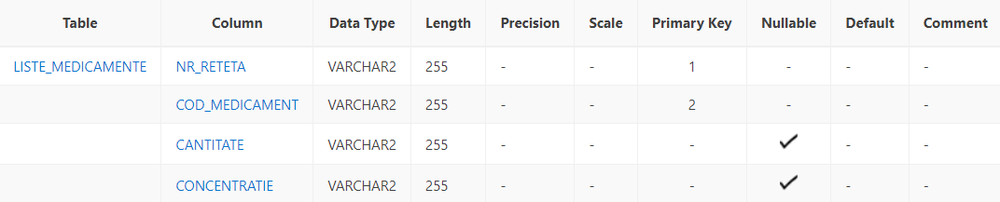 Table Column Data Type Length Precision Scale Primary Key Nullable Default Comment
LISTE_MEDICAMENTE NR_RETETA VARCHAR2 255 - - 1 - - -
COD_MEDICAMENT VARCHAR2 255 - - 2 - - -
CANTITATE VARCHAR2 255 - - - ✓ - -
CONCENTRATIE VARCHAR2 255 - - - ✓ - -